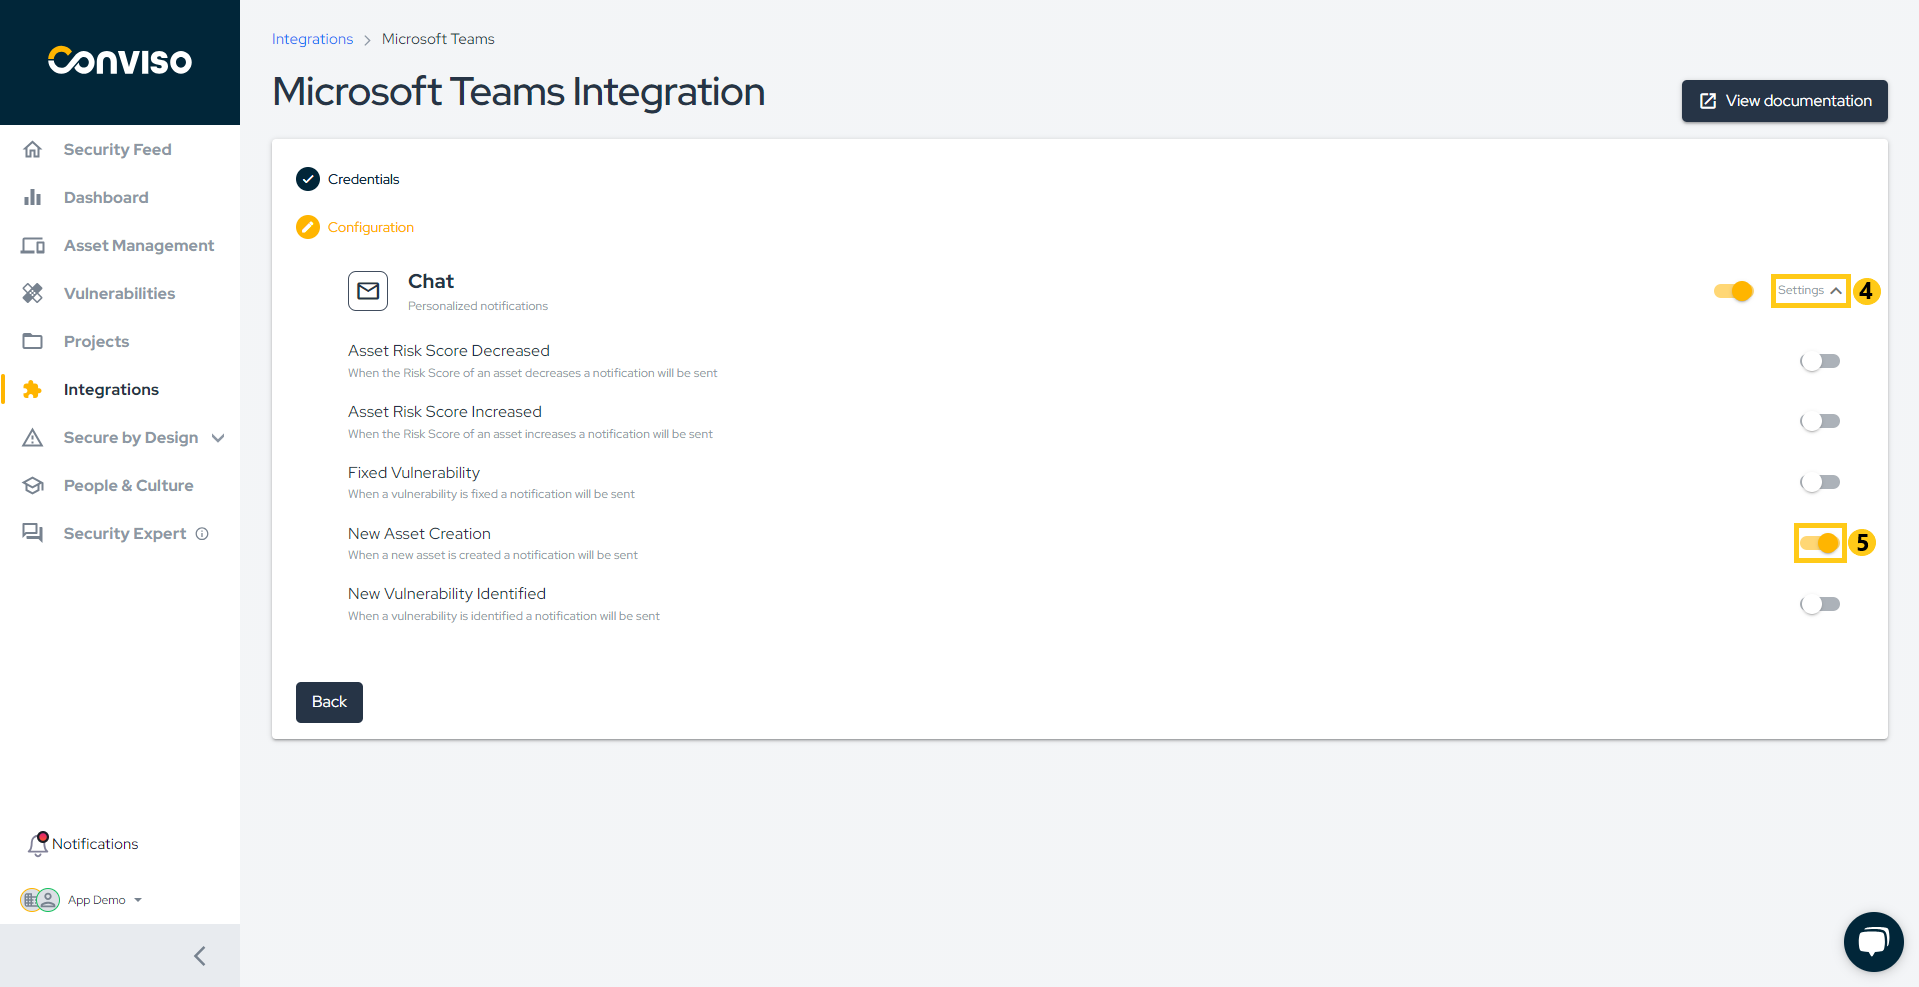 Conviso
Security Feed
Dashboard
Asset Management
Vulnerabilities
Projects
Integrations
Secure by Design
People & Culture
Security Expert
Notifications
App Demo
Integrations > Microsoft Teams
Microsoft Teams Integration
View documentation
Credentials
Configuration
Chat
Personalized notifications
Settings 4
Asset Risk Score Decreased
When the Risk Score of an asset decreases a notification will be sent
Asset Risk Score Increased
When the Risk Score of an asset increases a notification will be sent
Fixed Vulnerability
When a vulnerability is fixed a notification will be sent
New Asset Creation
When a new asset is created a notification will be sent
5
New Vulnerability Identified
When a vulnerability is identified a notification will be sent
Back